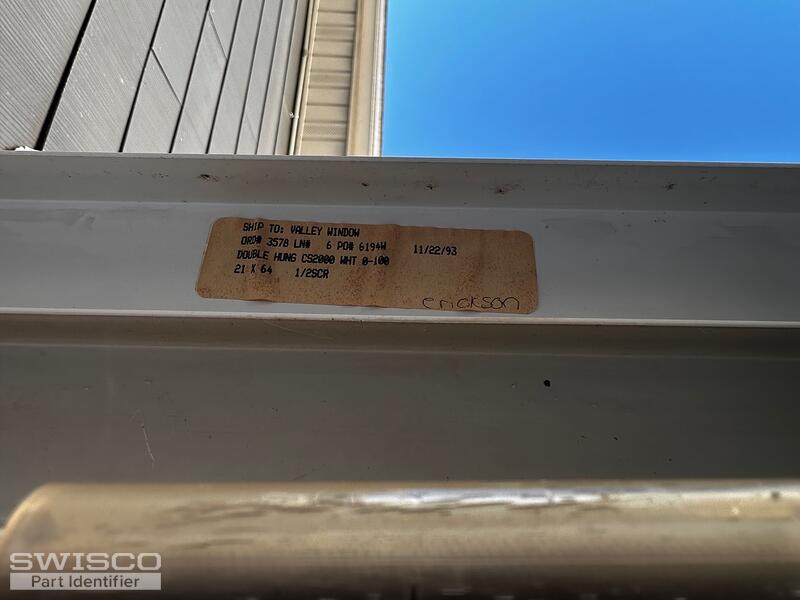 SHIP TO: VALLEY WINDOW
ORD# 3578 LN# 6 PO# 6194W 11/22/93
DOUBLE HUNG CS2000 WHT 0-100
21 X 64 1/2SCR
erickson
SWISCO
Part Identifier